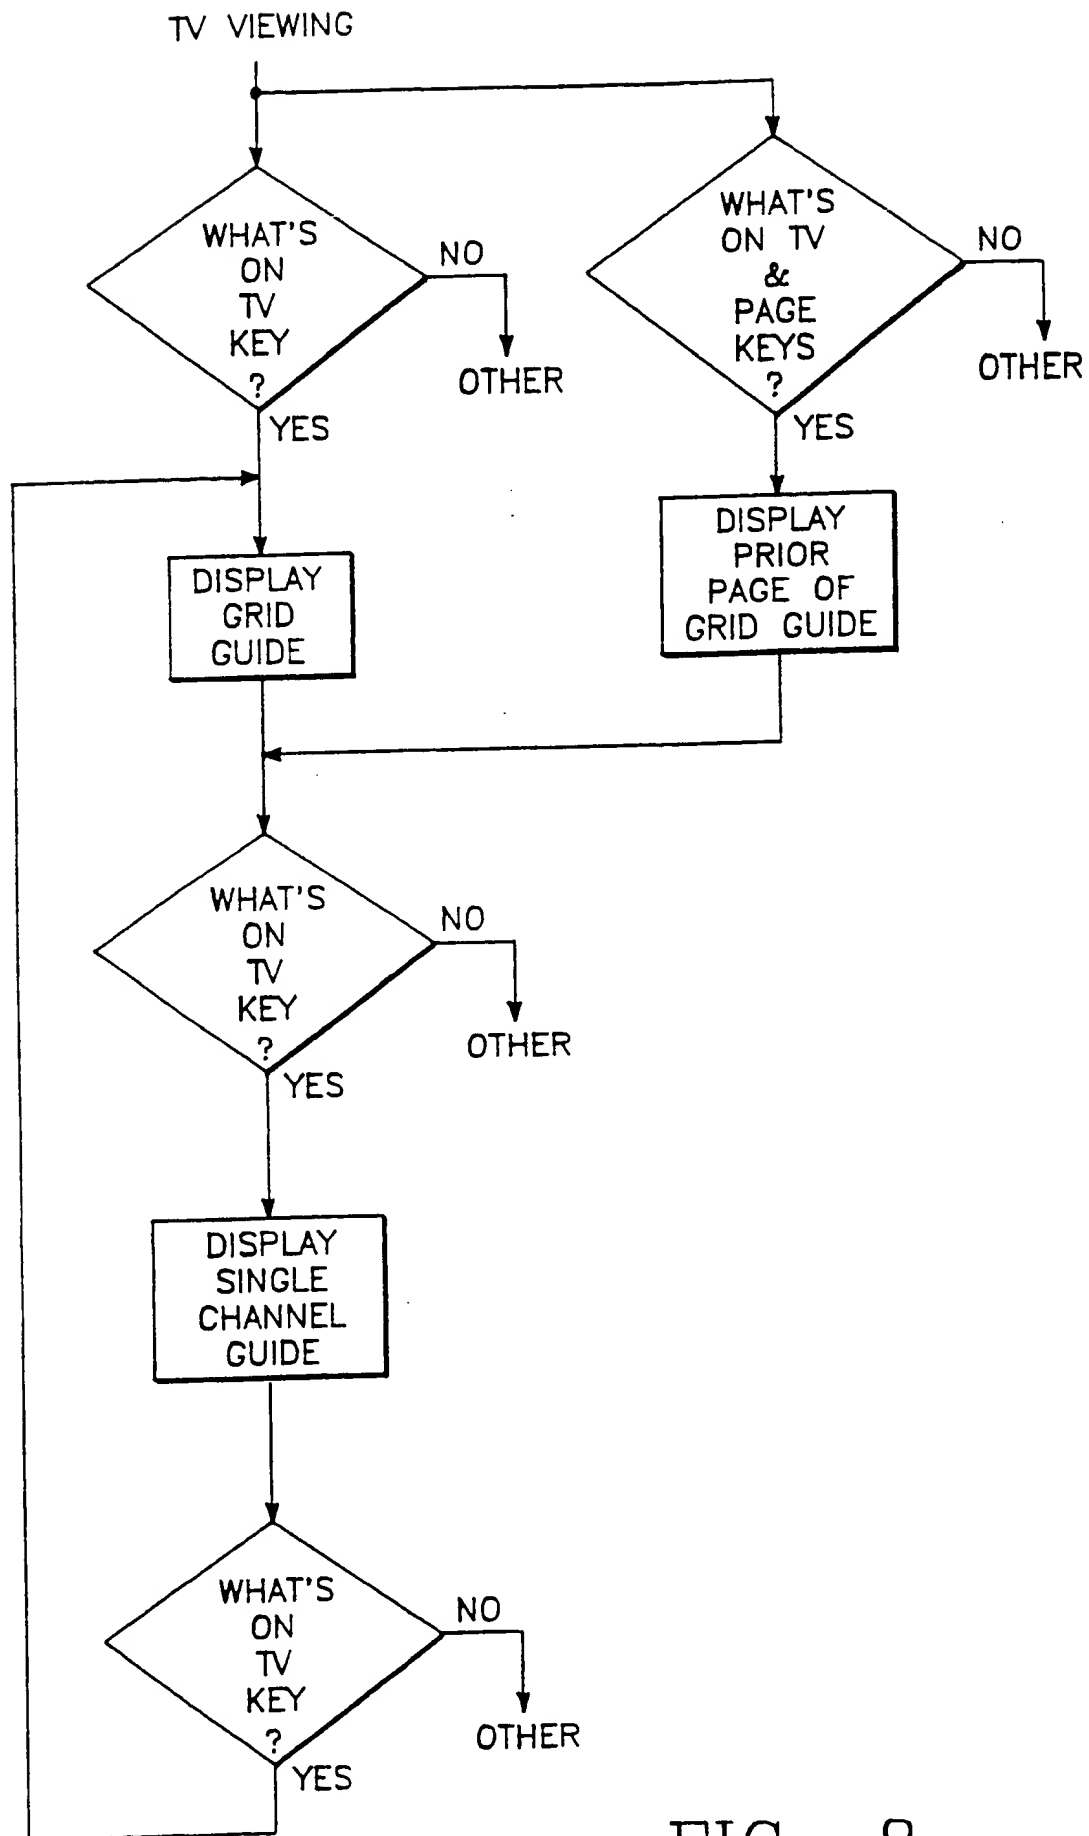 TV VIEWING
WHAT'S
ON
TV
KEY
?
NO
OTHER
YES
WHAT'S
ON TV
&
PAGE
KEYS
?
NO
OTHER
YES
DISPLAY
GRID
GUIDE
DISPLAY
PRIOR
PAGE OF
GRID GUIDE
WHAT'S
ON
TV
KEY
?
NO
OTHER
YES
DISPLAY
SINGLE
CHANNEL
GUIDE
WHAT'S
ON
TV
KEY
?
NO
OTHER
YES